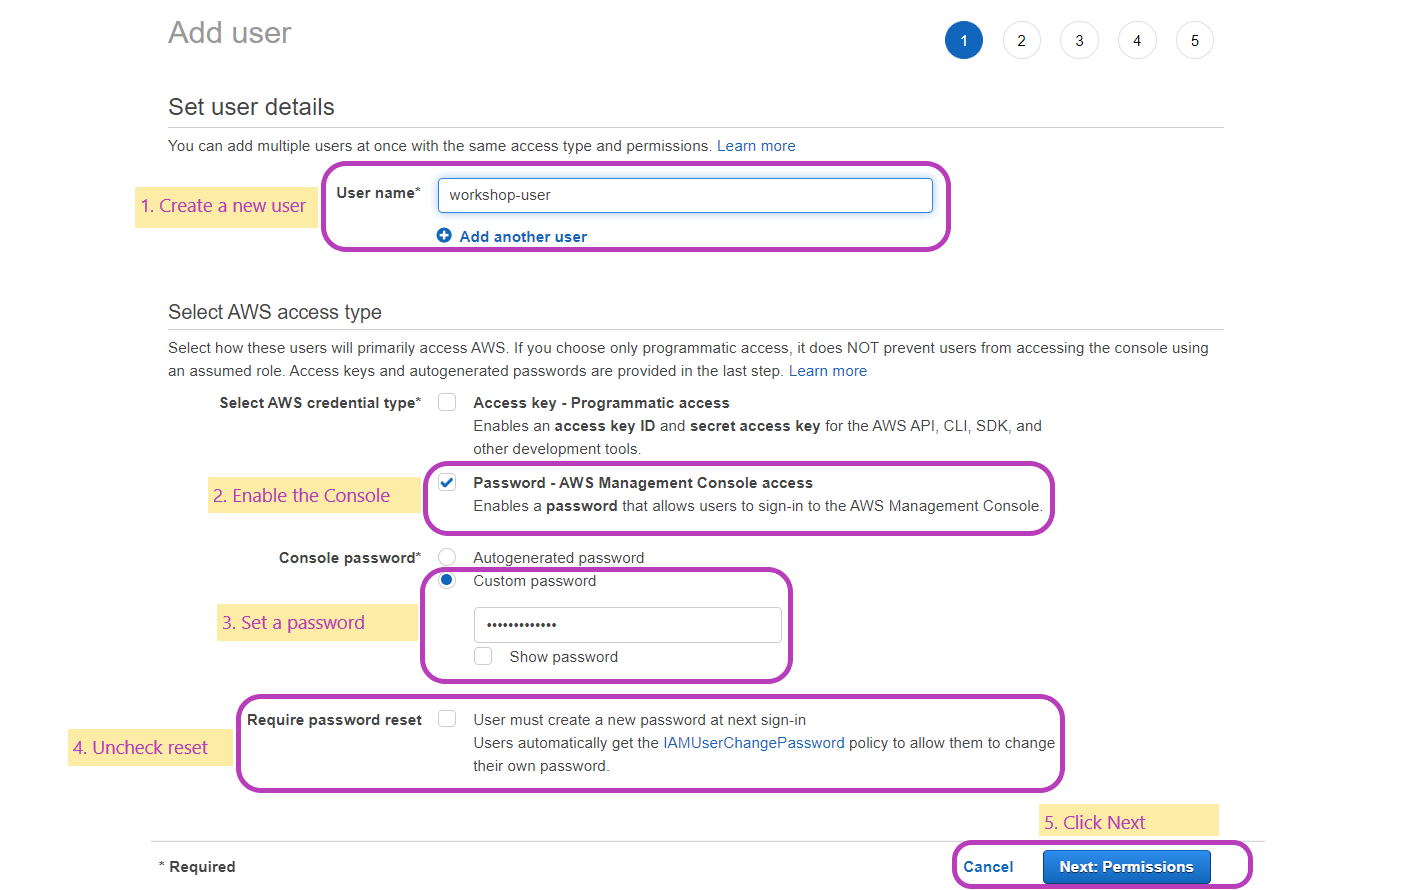 Add user
1 2 3 4 5
Set user details
You can add multiple users at once with the same access type and permissions. Learn more
1. Create a new user
User name* workshop-user
Add another user
Select AWS access type
Select how these users will primarily access AWS. If you choose only programmatic access, it does NOT prevent users from accessing the console using
an assumed role. Access keys and autogenerated passwords are provided in the last step. Learn more
Select AWS credential type* Access key - Programmatic access
Enables an access key ID and secret access key for the AWS API, CLI, SDK, and
other development tools.
2. Enable the Console
Password - AWS Management Console access
Enables a password that allows users to sign-in to the AWS Management Console.
Console password* Autogenerated password
Custom password
3. Set a password
•••••••••••••
Show password
Require password reset User must create a new password at next sign-in
4. Uncheck reset
Users automatically get the IAMUserChangePassword policy to allow them to change
their own password.
5. Click Next
* Required
Cancel Next: Permissions